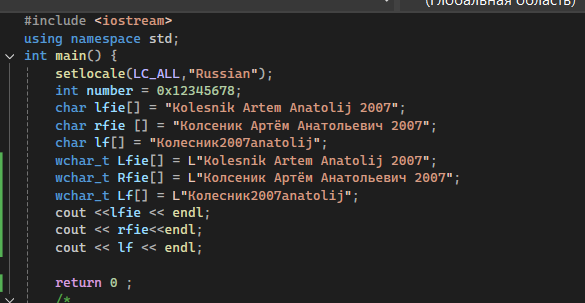 (Глобальная область)
#include <iostream>
using namespace std;
int main() {
setlocale(LC_ALL,"Russian");
int number = 0x12345678;
char lfie[] = "Kolesnik Artem Anatolij 2007";
char rfie [] = "Колсеник Артём Анатольевич 2007";
char lf[] = "Колесник2007anatolij";
wchar_t Lfie[] = L"Kolesnik Artem Anatolij 2007";
wchar_t Rfie[] = L"Колсеник Артём Анатольевич 2007";
wchar_t Lf[] = L"Колесник2007anatolij";
cout <<lfie << endl;
cout << rfie<<endl;
cout << lf << endl;
return 0 ;
/*